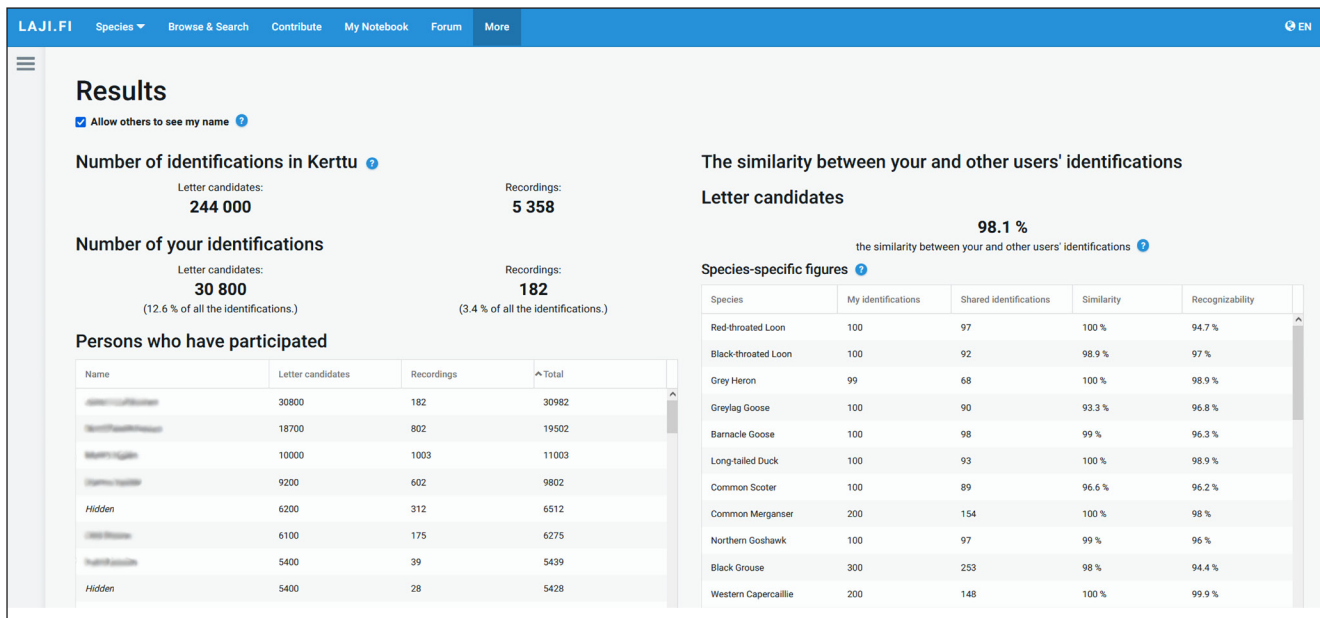 LAJI.FI Species Browse & Search Contribute My Notebook Forum More EN
Results
Allow others to see my name ?
Number of identifications in Kerttu ?
Letter candidates: Recordings:
244 000 5 358
Number of your identifications
Letter candidates: Recordings:
30 800 182
(12.6 % of all the identifications.) (3.4 % of all the identifications.)
Persons who have participated
Name Letter candidates Recordings Total
30800 182 30982
18700 802 19502
10000 1003 11003
9200 602 9802
Hidden 6200 312 6512
6100 175 6275
5400 39 5439
Hidden 5400 28 5428
The similarity between your and other users' identifications
Letter candidates
98.1 %
the similarity between your and other users' identifications ?
Species-specific figures ?
Species My identifications Shared identifications Similarity Recognizability
Red-throated Loon 100 97 100 % 94.7 %
Black-throated Loon 100 92 98.9 % 97 %
Grey Heron 99 68 100 % 98.9 %
Greylag Goose 100 90 93.3 % 96.8 %
Barnacle Goose 100 98 99 % 96.3 %
Long-tailed Duck 100 93 100 % 98.9 %
Common Scoter 100 89 96.6 % 96.2 %
Common Merganser 200 154 100 % 98 %
Northern Goshawk 100 97 99 % 96 %
Black Grouse 300 253 98 % 94.4 %
Western Capercaillie 200 148 100 % 99.9 %